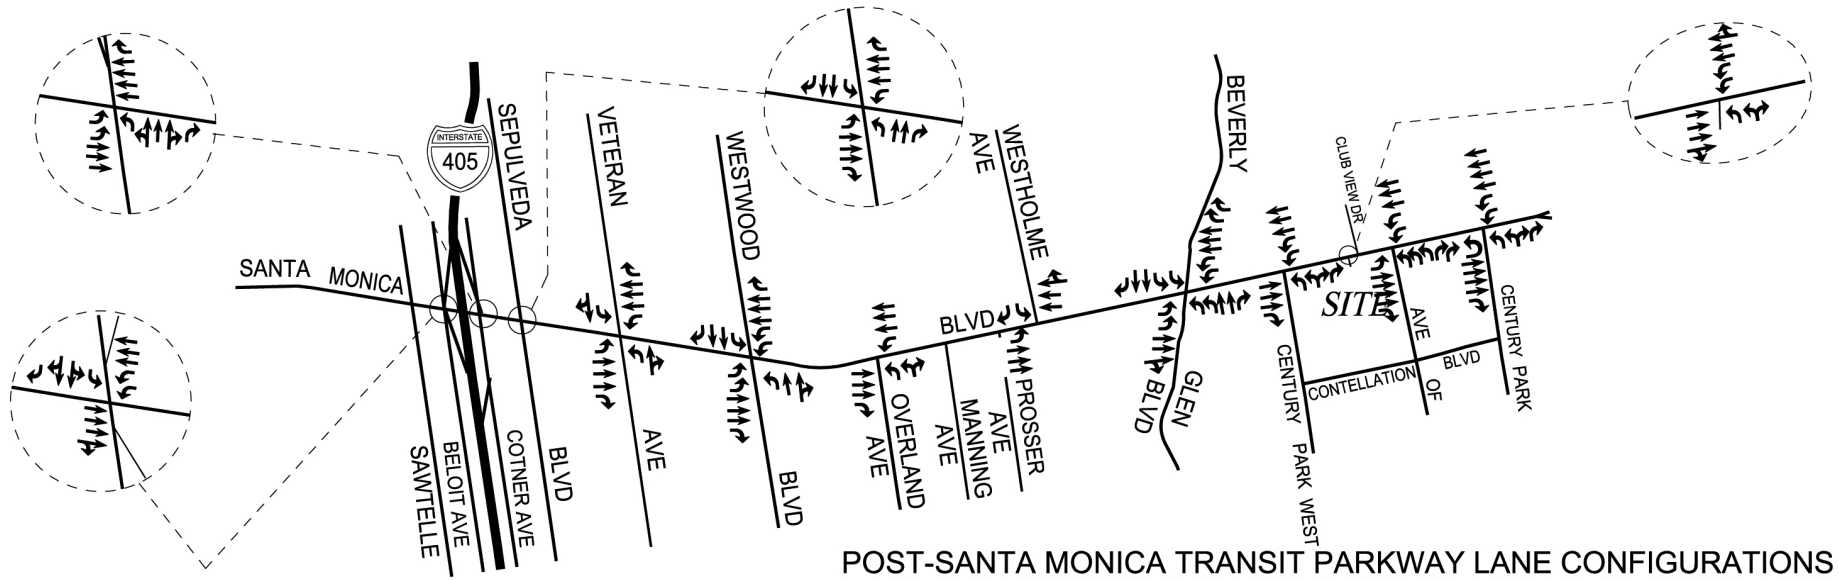 INTERSTATE
405
SEPULVEDA
BLVD
VETERAN
AVE
WESTWOOD
BLVD
WESTHOLME
AVE
BEVERLY
GLEN
BLVD
CLUB VIEW DR
SANTA MONICA
BLVD
SITE
SAWTELLE
BELOIT AVE
COTNER AVE
OVERLAND
AVE
MANNING
AVE
PROSSER
AVE
CENTURY PARK WEST
CONTELLATION BLVD
AVE OF
CENTURY PARK
POST-SANTA MONICA TRANSIT PARKWAY LANE CONFIGURATIONS